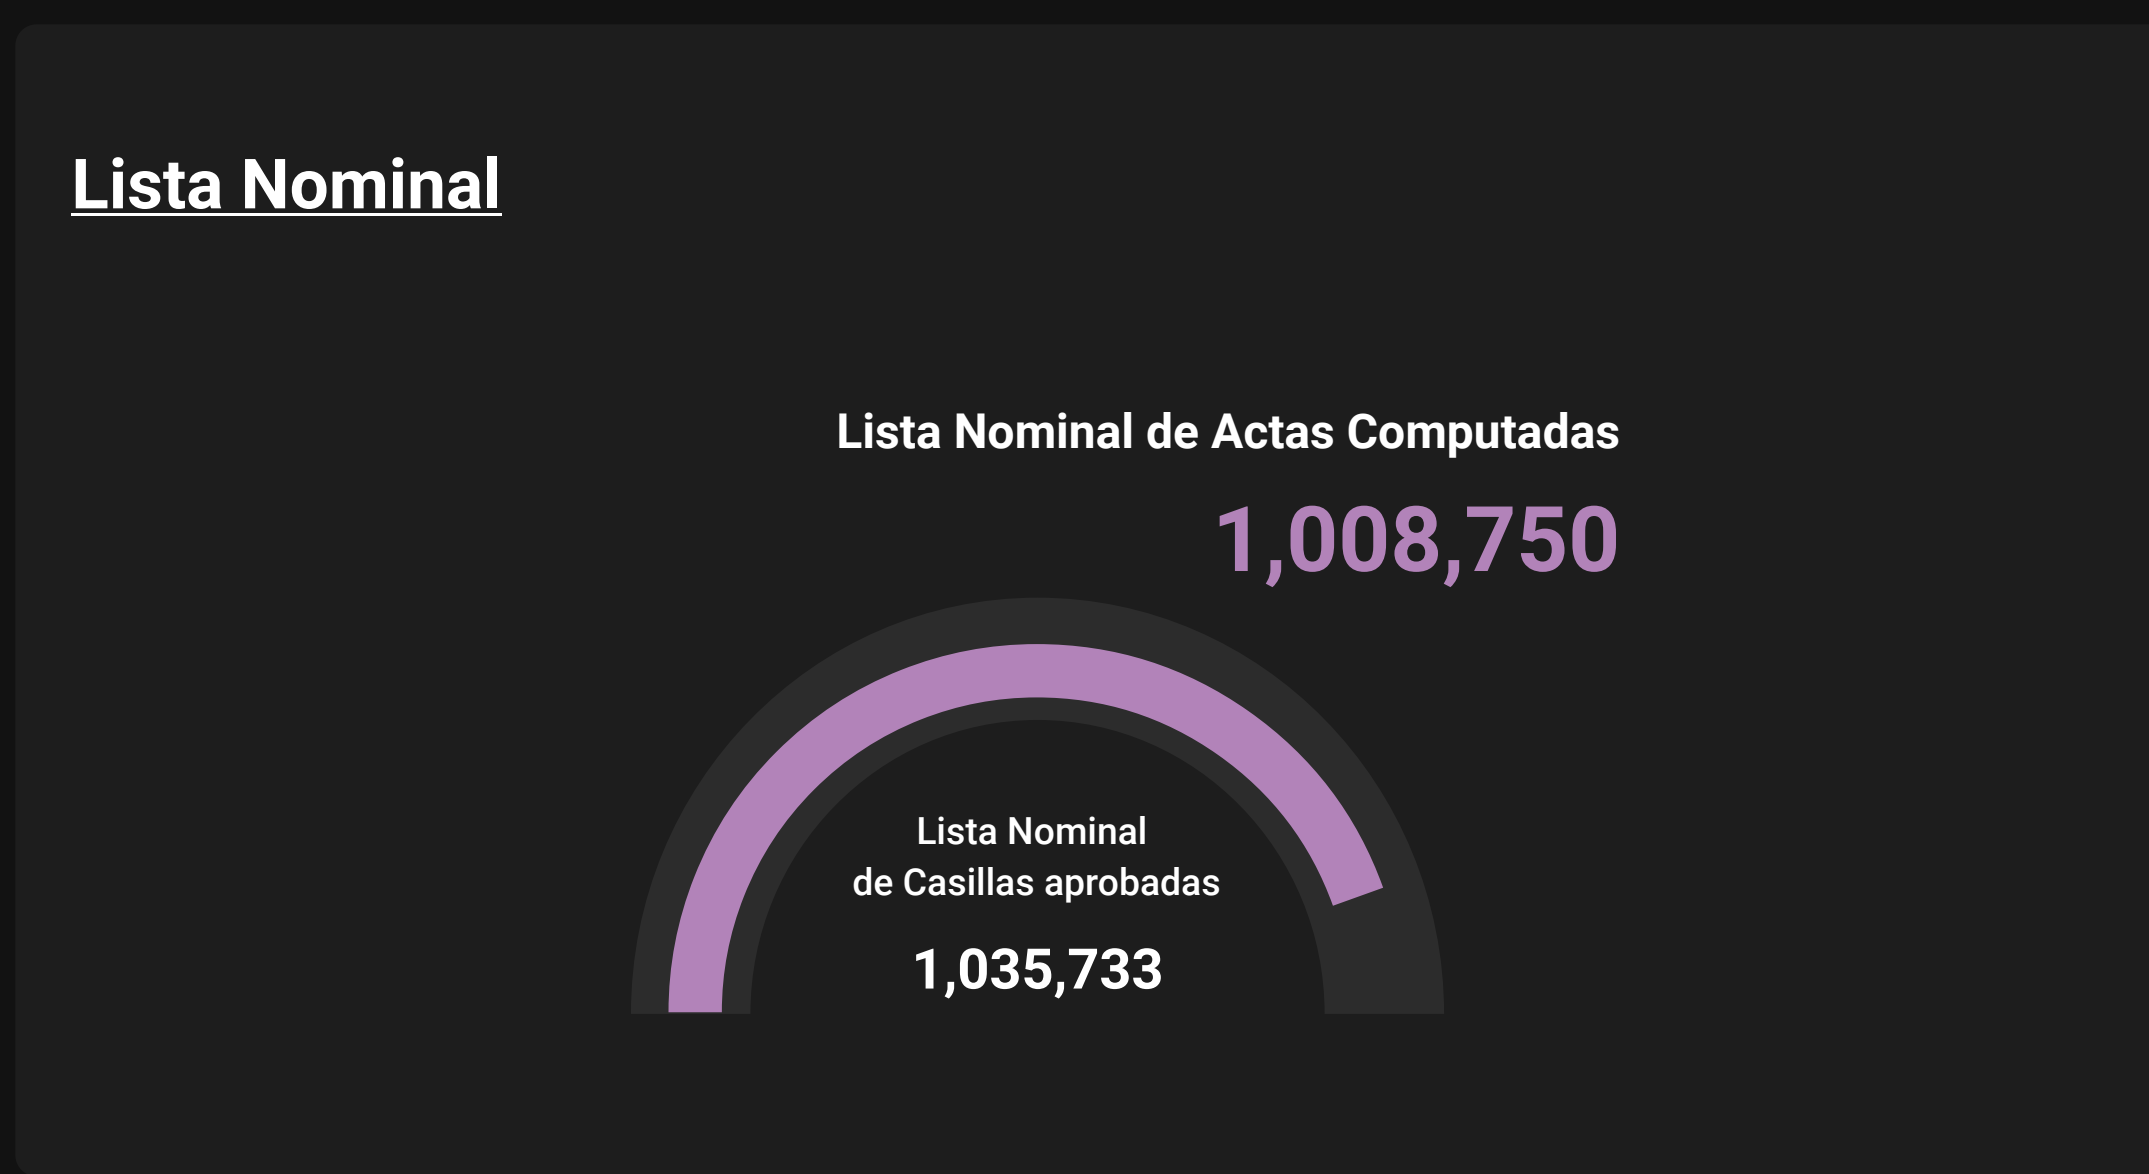 Lista Nominal
Lista Nominal de Actas Computadas
1,008,750
Lista Nominal
de Casillas aprobadas
1,035,733